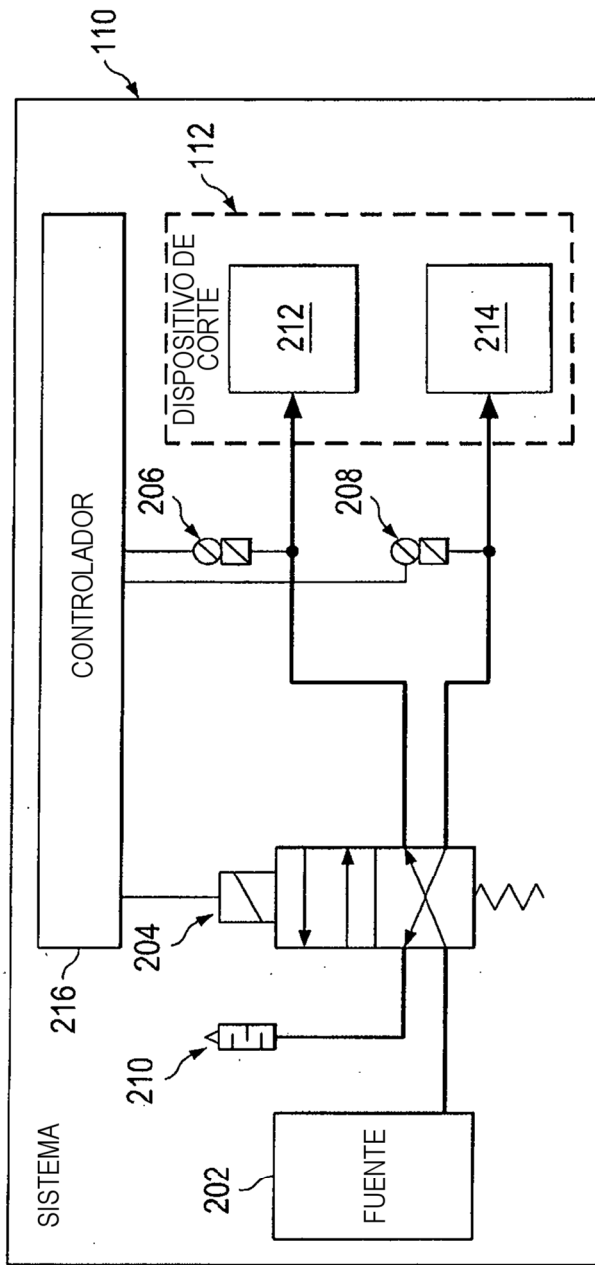 SISTEMA
110
CONTROLADOR
216
112
DISPOSITIVO DE
CORTE
206
212
204
210
208
214
202
FUENTE